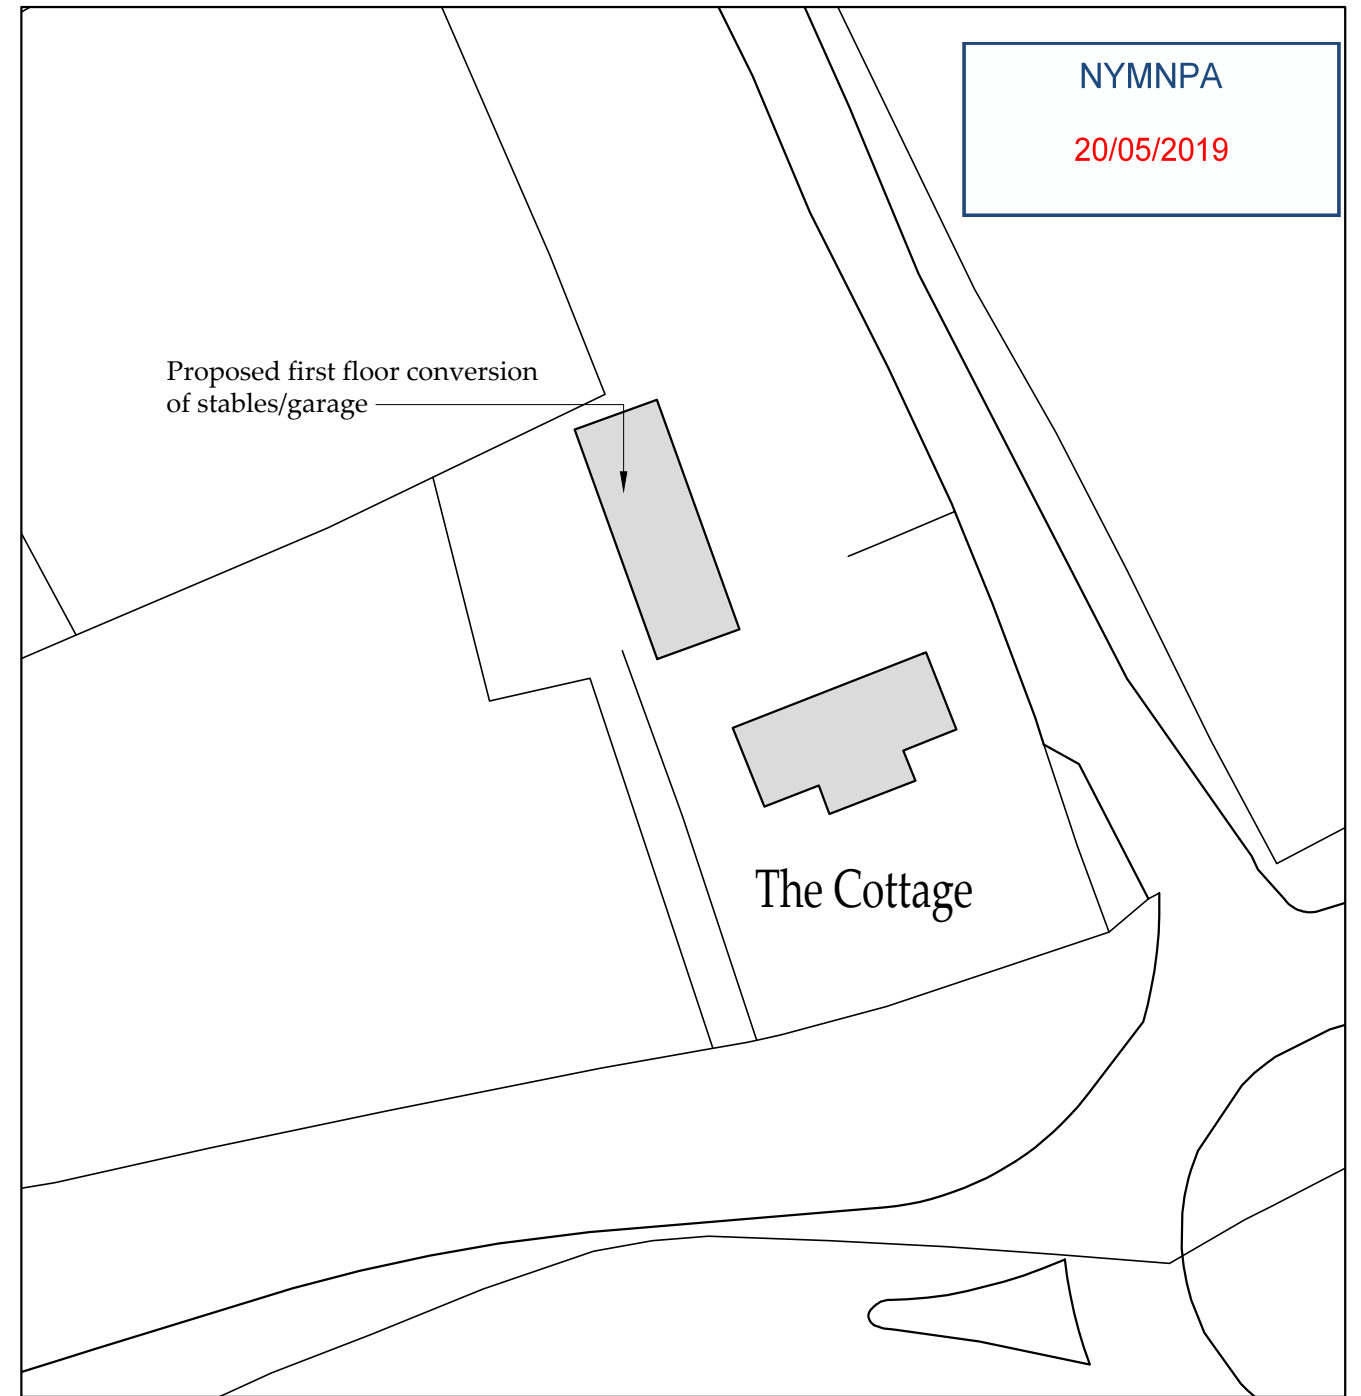 NYMNPA
20/05/2019
Proposed first floor conversion
of stables/garage
The Cottage